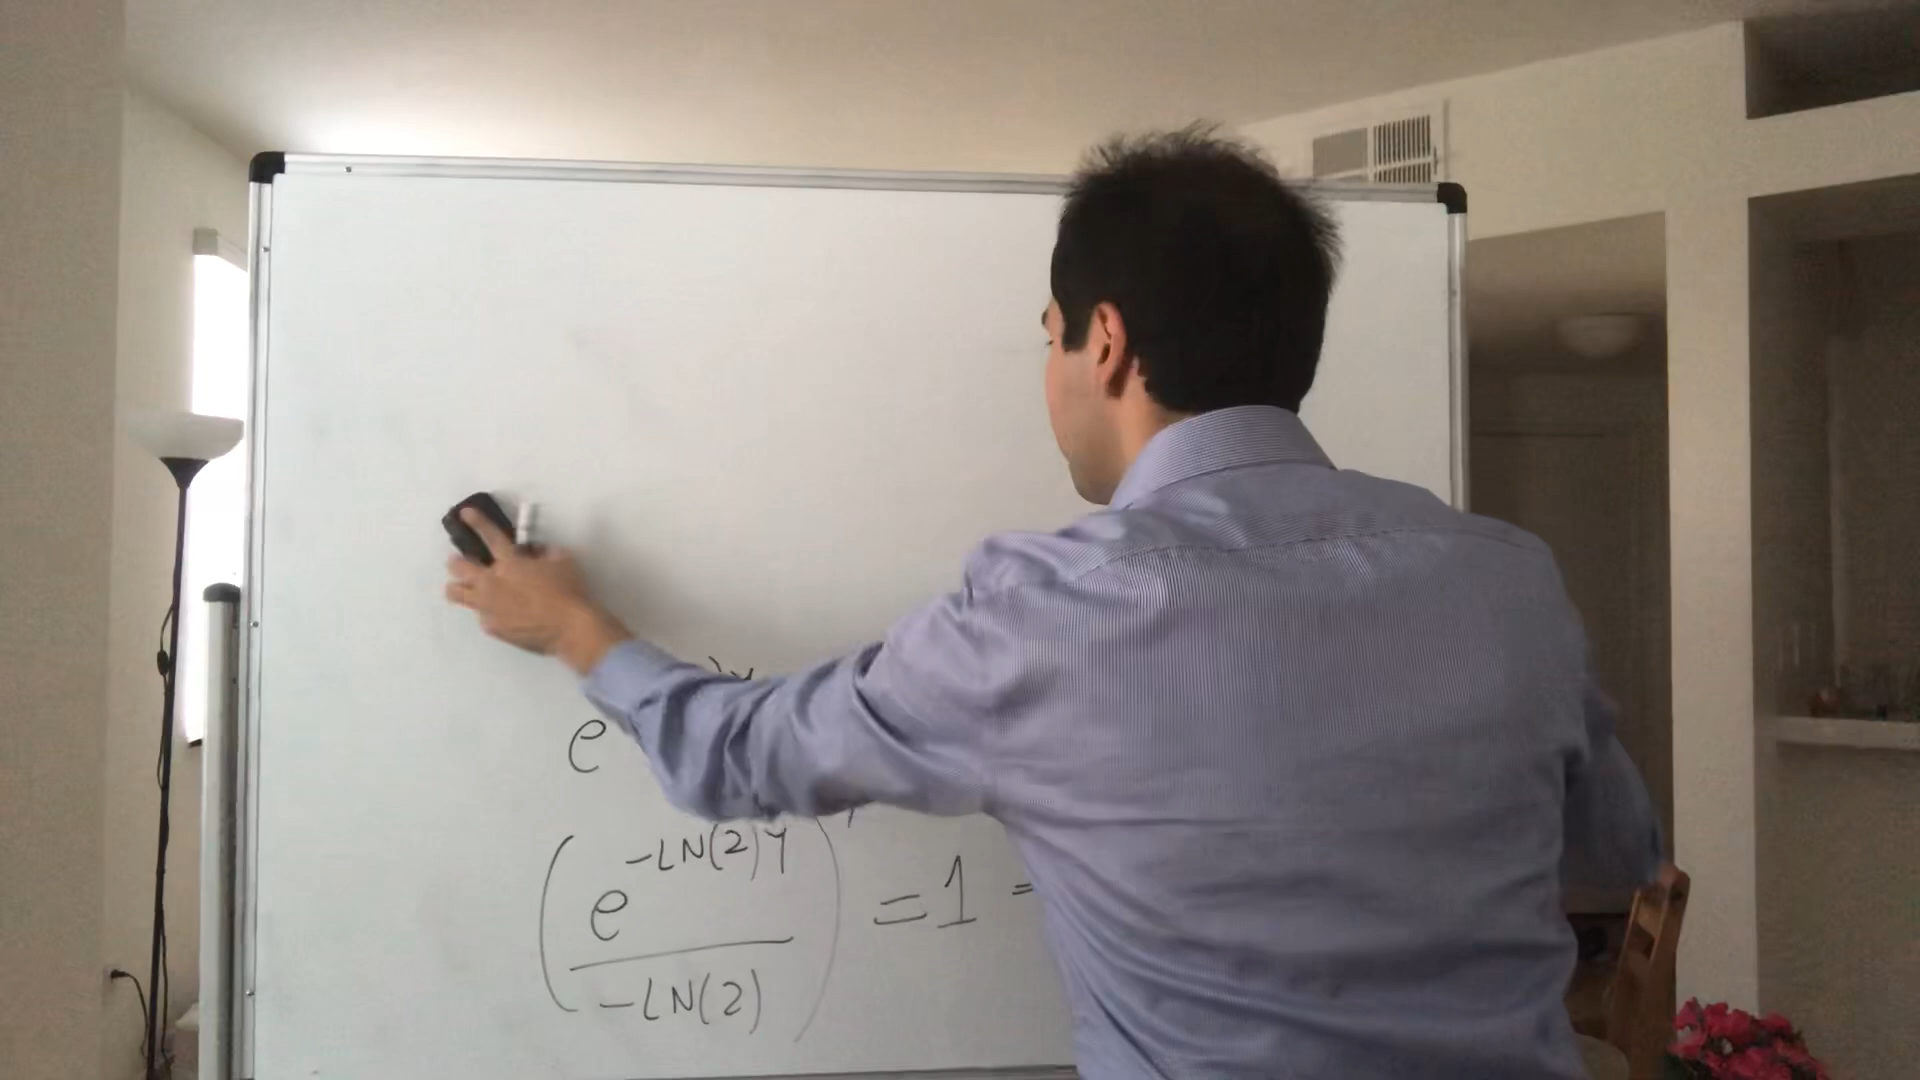 e
(e^{-LN(2)y}/-LN(2))' = 1 =